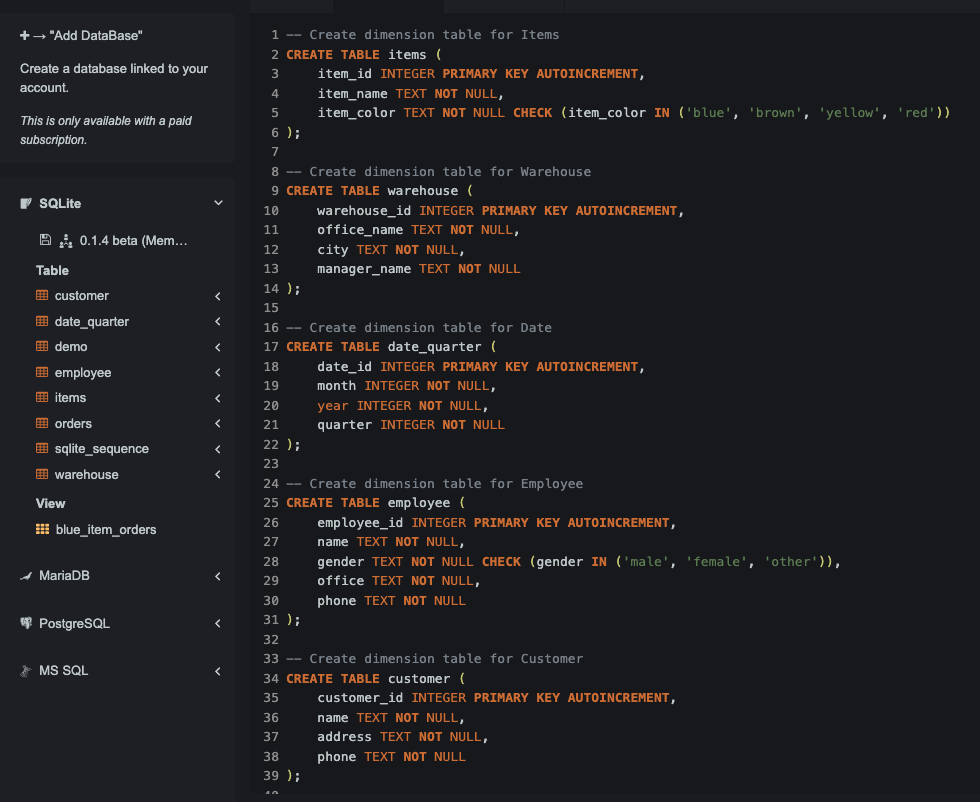 + → "Add DataBase"
Create a database linked to your
account.
This is only available with a paid
subscription.
SQLite
0.1.4 beta (Mem...
Table
customer
date_quarter
demo
employee
items
orders
sqlite_sequence
warehouse
View
blue_item_orders
MariaDB
PostgreSQL
MS SQL
1 -- Create dimension table for Items
2 CREATE TABLE items (
3     item_id INTEGER PRIMARY KEY AUTOINCREMENT,
4     item_name TEXT NOT NULL,
5     item_color TEXT NOT NULL CHECK (item_color IN ('blue', 'brown', 'yellow', 'red'))
6 );
7
8 -- Create dimension table for Warehouse
9 CREATE TABLE warehouse (
10     warehouse_id INTEGER PRIMARY KEY AUTOINCREMENT,
11     office_name TEXT NOT NULL,
12     city TEXT NOT NULL,
13     manager_name TEXT NOT NULL
14 );
15
16 -- Create dimension table for Date
17 CREATE TABLE date_quarter (
18     date_id INTEGER PRIMARY KEY AUTOINCREMENT,
19     month INTEGER NOT NULL,
20     year INTEGER NOT NULL,
21     quarter INTEGER NOT NULL
22 );
23
24 -- Create dimension table for Employee
25 CREATE TABLE employee (
26     employee_id INTEGER PRIMARY KEY AUTOINCREMENT,
27     name TEXT NOT NULL,
28     gender TEXT NOT NULL CHECK (gender IN ('male', 'female', 'other')),
29     office TEXT NOT NULL,
30     phone TEXT NOT NULL
31 );
32
33 -- Create dimension table for Customer
34 CREATE TABLE customer (
35     customer_id INTEGER PRIMARY KEY AUTOINCREMENT,
36     name TEXT NOT NULL,
37     address TEXT NOT NULL,
38     phone TEXT NOT NULL
39 );